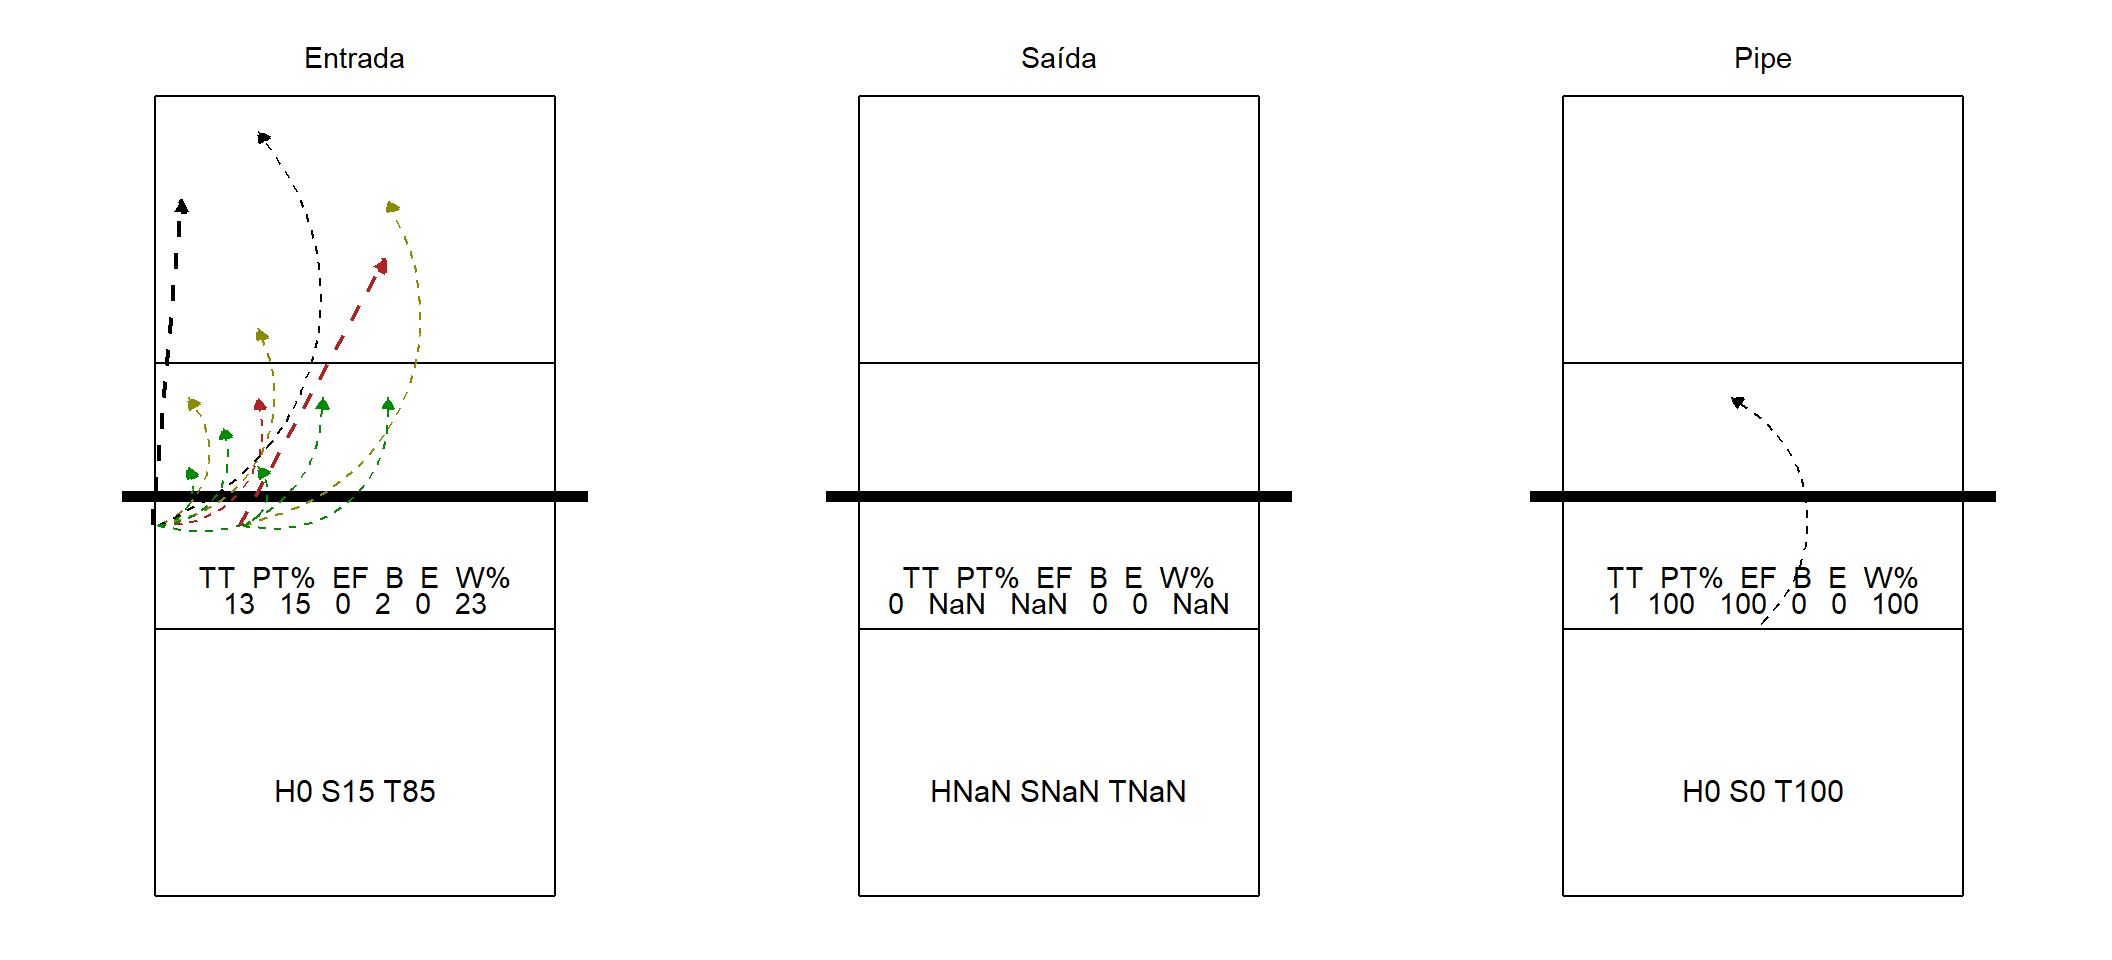 Entrada
TT PT% EF B E W%
13 15 0 2 0 23
H0 S15 T85
Saída
TT PT% EF B E W%
0 NaN NaN 0 0 NaN
HNaN SNaN TNaN
Pipe
TT PT% EF B E W%
1 100 100 0 0 100
H0 S0 T100